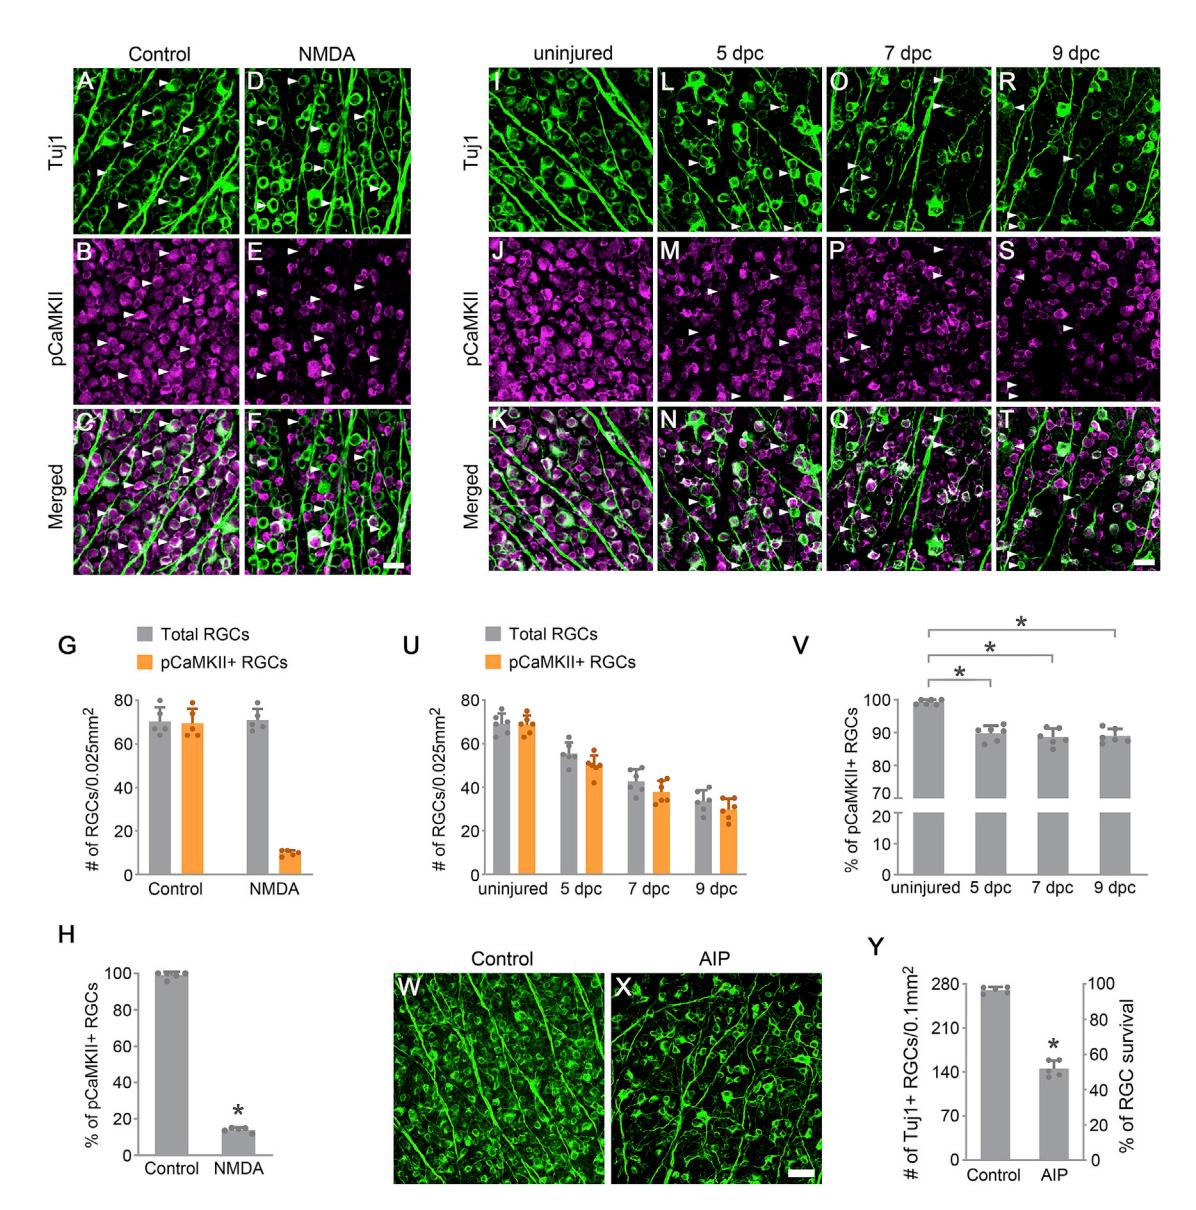 Control NMDA
uninjured 5 dpc 7 dpc 9 dpc
A D I L O R
Tuj1 Tuj1
B E J M P S
pCaMKII pCaMKII
C F K N Q T
Merged Merged
G
Total RGCs
pCaMKII+ RGCs
# of RGCs/0.025mm2
80
60
40
20
0
Control NMDA
U
Total RGCs
pCaMKII+ RGCs
# of RGCs/0.025mm2
80
60
40
20
0
uninjured 5 dpc 7 dpc 9 dpc
V
*
*
*
% of pCaMKII+ RGCs
100
90
80
70
20
10
0
uninjured 5 dpc 7 dpc 9 dpc
H
% of pCaMKII+ RGCs
100
80
60
40
20
0
*
Control NMDA
Control AIP
W X
Y
# of Tuj1+ RGCs/0.1mm2
280
210
140
70
0
*
100
80
60
40
20
0
% of RGC survival
Control AIP